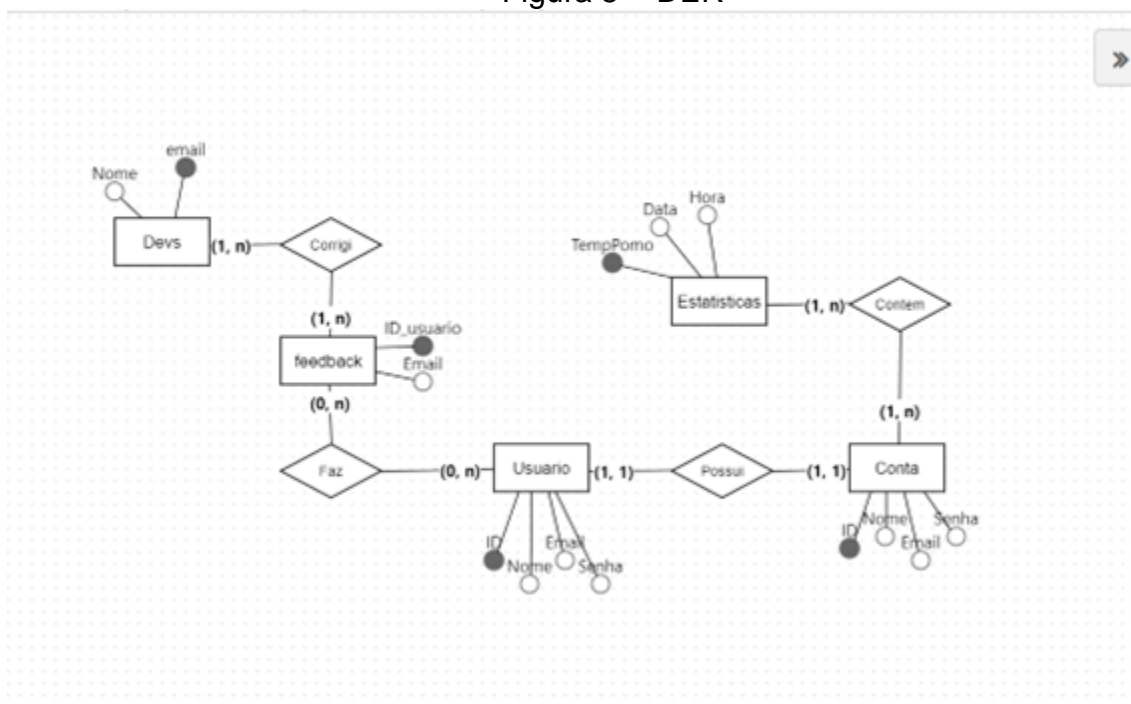 email
Nome
Devs
(1, n)
Corrigi
(1, n)
ID_usuario
feedback
Email
(0, n)
Faz
(0, n)
Usuario
(1, 1)
Possui
(1, 1)
Conta
ID
Nome
Email
Senha
ID
Nome
Email
Senha
Hora
Data
TempPomo
Estatisticas
(1, n)
Contem
(1, n)